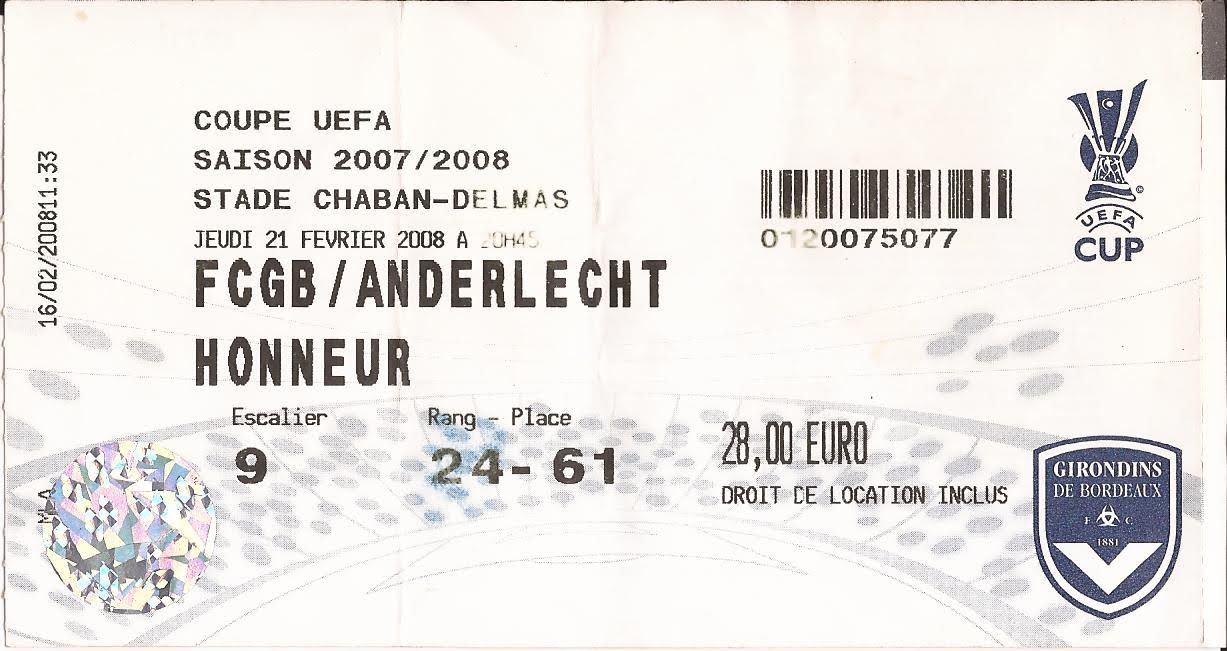 COUPE UEFA
SAISON 2007/2008
STADE CHABAN-DELMAS
JEUDI 21 FEVRIER 2008 A 20H45
FCGB/ANDERLECHT
HONNEUR
Escalier Rang - Place
9 24-61
16/02/200811:33
MLA
0120075077
28,00 EURO
DROIT DE LOCATION INCLUS
UEFA
CUP
GIRONDINS
DE BORDEAUX
F C
1881